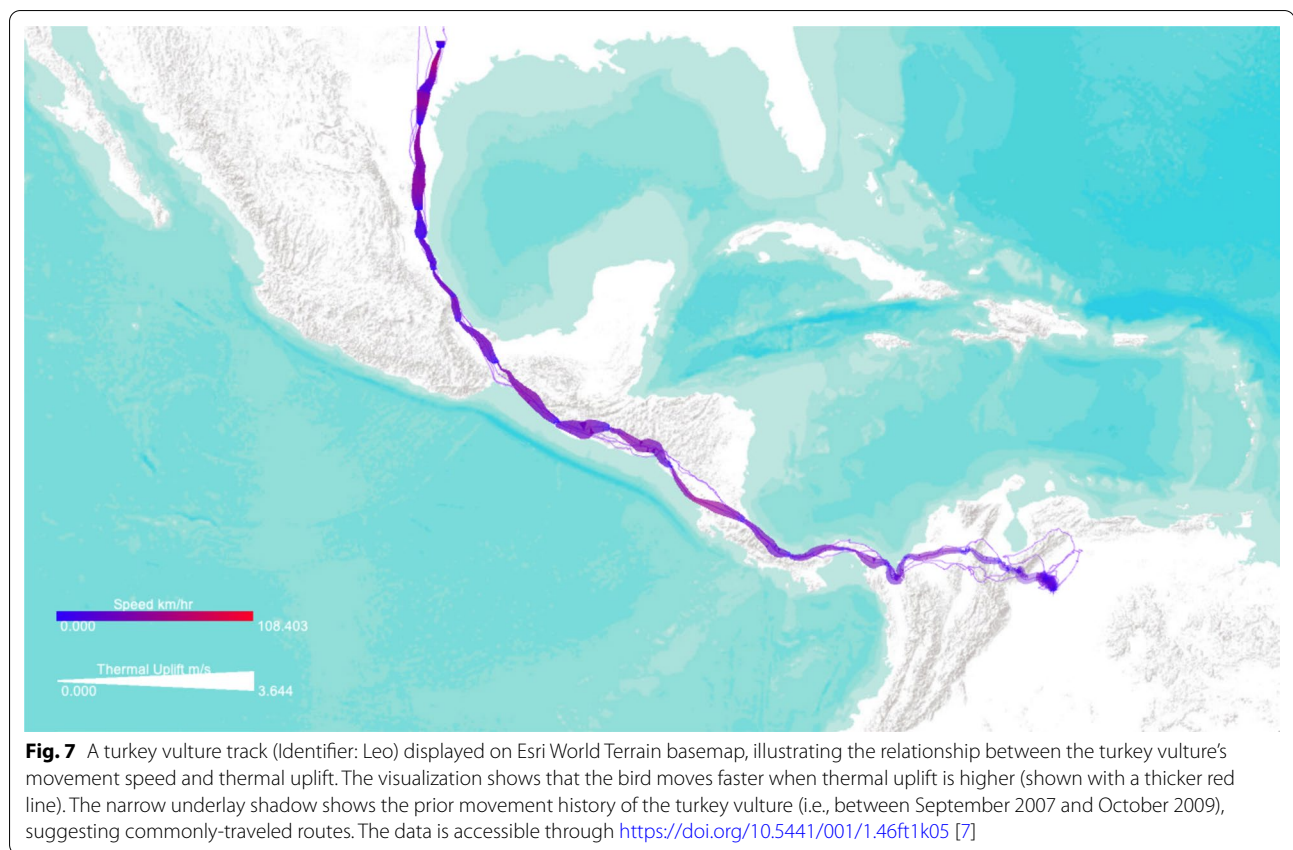 Speed km/hr
0.000 108.403
Thermal Uplift m/s
0.000 3.644
Fig. 7 A turkey vulture track (Identifier: Leo) displayed on Esri World Terrain basemap, illustrating the relationship between the turkey vulture's
movement speed and thermal uplift. The visualization shows that the bird moves faster when thermal uplift is higher (shown with a thicker red
line). The narrow underlay shadow shows the prior movement history of the turkey vulture (i.e., between September 2007 and October 2009),
suggesting commonly-traveled routes. The data is accessible through https://doi.org/10.5441/001/1.46ft1k05 [7]